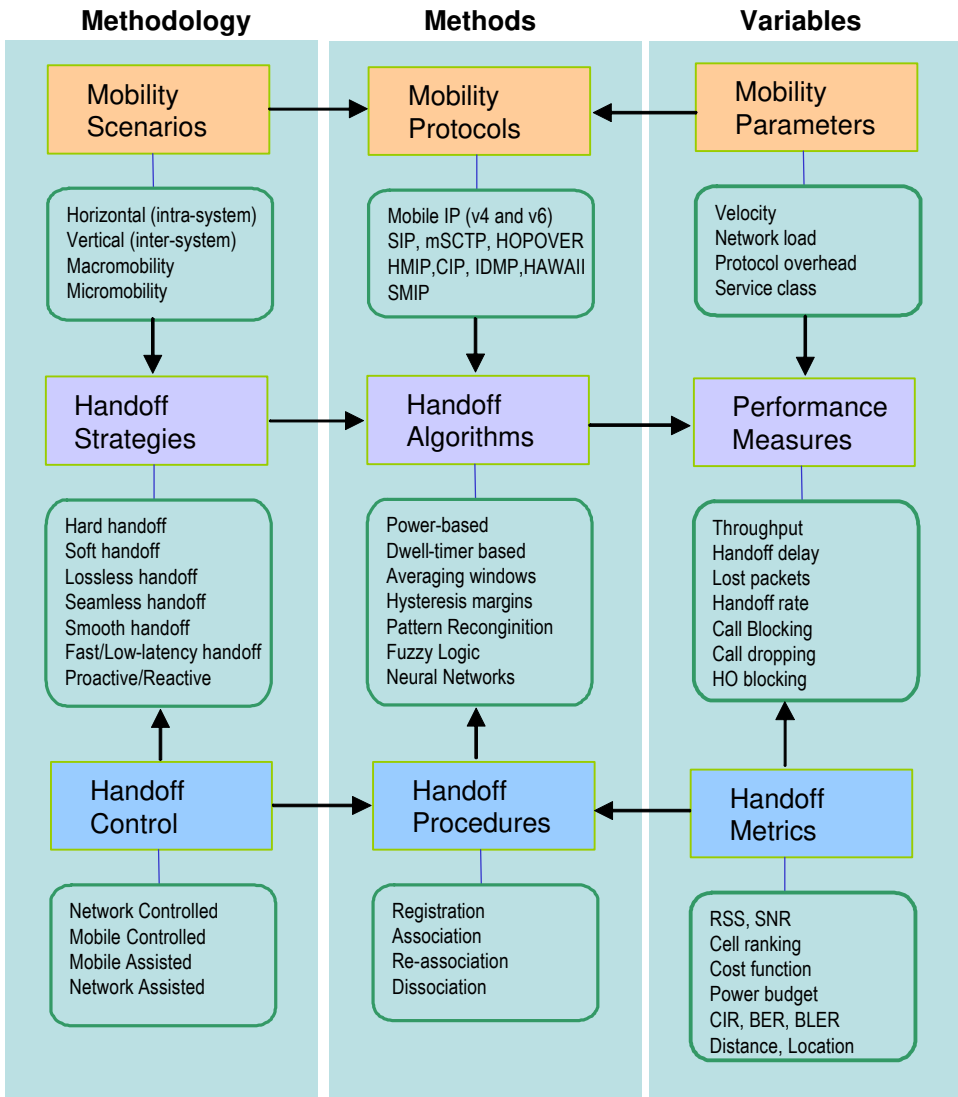 Methodology
Methods
Variables
Mobility
Scenarios
Mobility
Protocols
Mobility
Parameters
Horizontal (intra-system)
Vertical (inter-system)
Macromobility
Micromobility
Mobile IP (v4 and v6)
SIP, mSCTP, HOPOVER
HMIP,CIP, IDMP,HAWAII
SMIP
Velocity
Network load
Protocol overhead
Service class
Handoff
Strategies
Handoff
Algorithms
Performance
Measures
Hard handoff
Soft handoff
Lossless handoff
Seamless handoff
Smooth handoff
Fast/Low-latency handoff
Proactive/Reactive
Power-based
Dwell-timer based
Averaging windows
Hysteresis margins
Pattern Reconginition
Fuzzy Logic
Neural Networks
Throughput
Handoff delay
Lost packets
Handoff rate
Call Blocking
Call dropping
HO blocking
Handoff
Control
Handoff
Procedures
Handoff
Metrics
Network Controlled
Mobile Controlled
Mobile Assisted
Network Assisted
Registration
Association
Re-association
Dissociation
RSS, SNR
Cell ranking
Cost function
Power budget
CIR, BER, BLER
Distance, Location